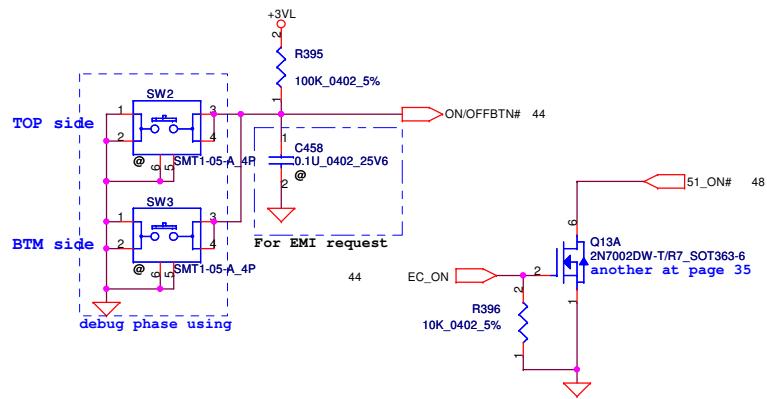 +3VL
2
R395
100K_0402_5%
1
ON/OFFBTN# 44
SW2
TOP side
1
3
2
4
@
6
5
SMT1-05-A_4P
1
C458
0.1U_0402_25V6
@
2
For EMI request
SW3
BTM side
1
3
2
4
@
6
5
SMT1-05-A_4P
debug phase using
51_ON# 48
6
Q13A
2N7002DW-T/R7_SOT363-6
another at page 35
44 EC_ON
2
1
2
R396
10K_0402_5%
1